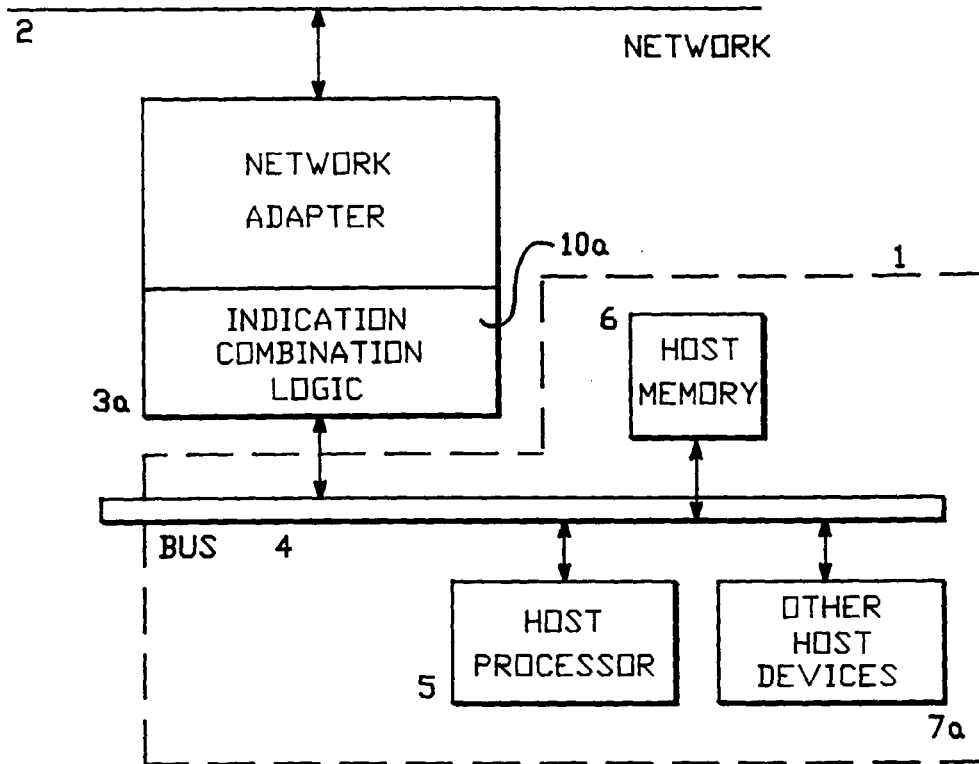 2
NETWORK
NETWORK
ADAPTER
10a
1
INDICATION
COMBINATION
LOGIC
3a
6
HOST
MEMORY
BUS 4
HOST
PROCESSOR
5
OTHER
HOST
DEVICES
7a